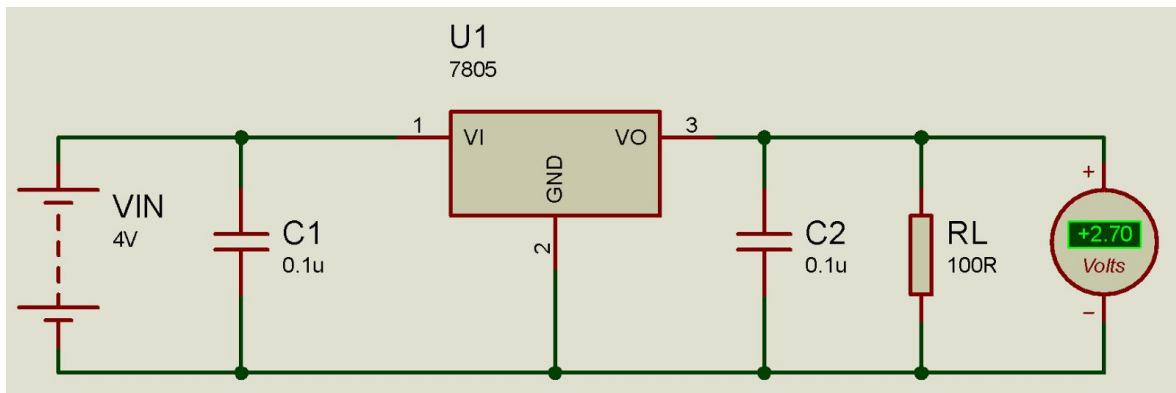 U1
7805
1
VI
VO
3
GND
2
VIN
4V
C1
0.1u
C2
0.1u
RL
100R
+
+2.70
Volts
−